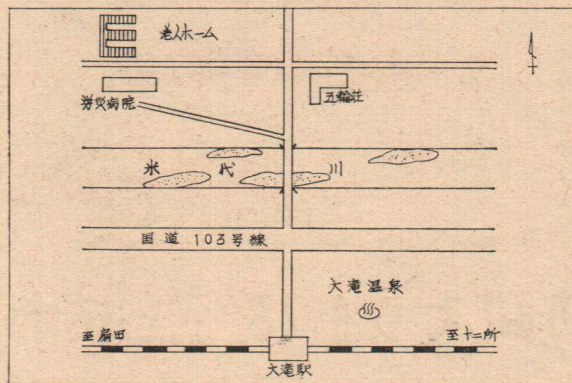 老人ホーム
労災病院
五輪荘
米代川
国道103号線
大滝温泉
至扇田
至十二所
大滝駅